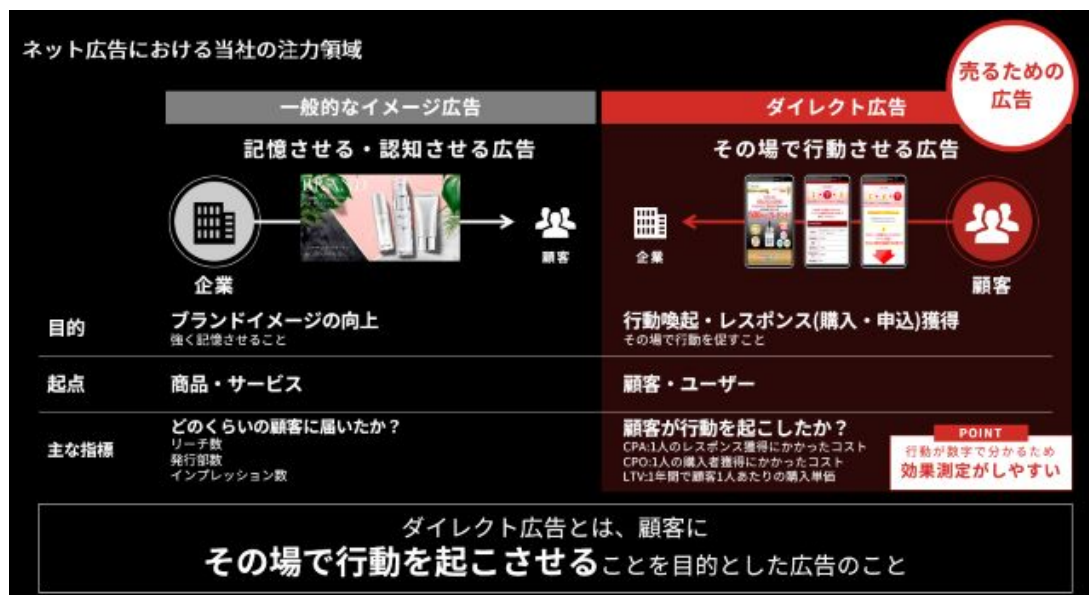 ネット広告における当社の注力領域
売るための
広告
一般的なイメージ広告
ダイレクト広告
記憶させる・認知させる広告
その場で行動させる広告
企業
顧客
企業
顧客
目的
ブランドイメージの向上
強く記憶させること
行動喚起・レスポンス(購入・申込)獲得
その場で行動を促すこと
起点
商品・サービス
顧客・ユーザー
主な指標
どのくらいの顧客に届いたか？
リーチ数
発行部数
インプレッション数
顧客が行動を起こしたか？
CPA:1人のレスポンス獲得にかかったコスト
CPO:1人の購入者獲得にかかったコスト
LTV:1年間で顧客1人あたりの購入単価
POINT
行動が数字で分かるため
効果測定がしやすい
ダイレクト広告とは、顧客に
その場で行動を起こさせることを目的とした広告のこと